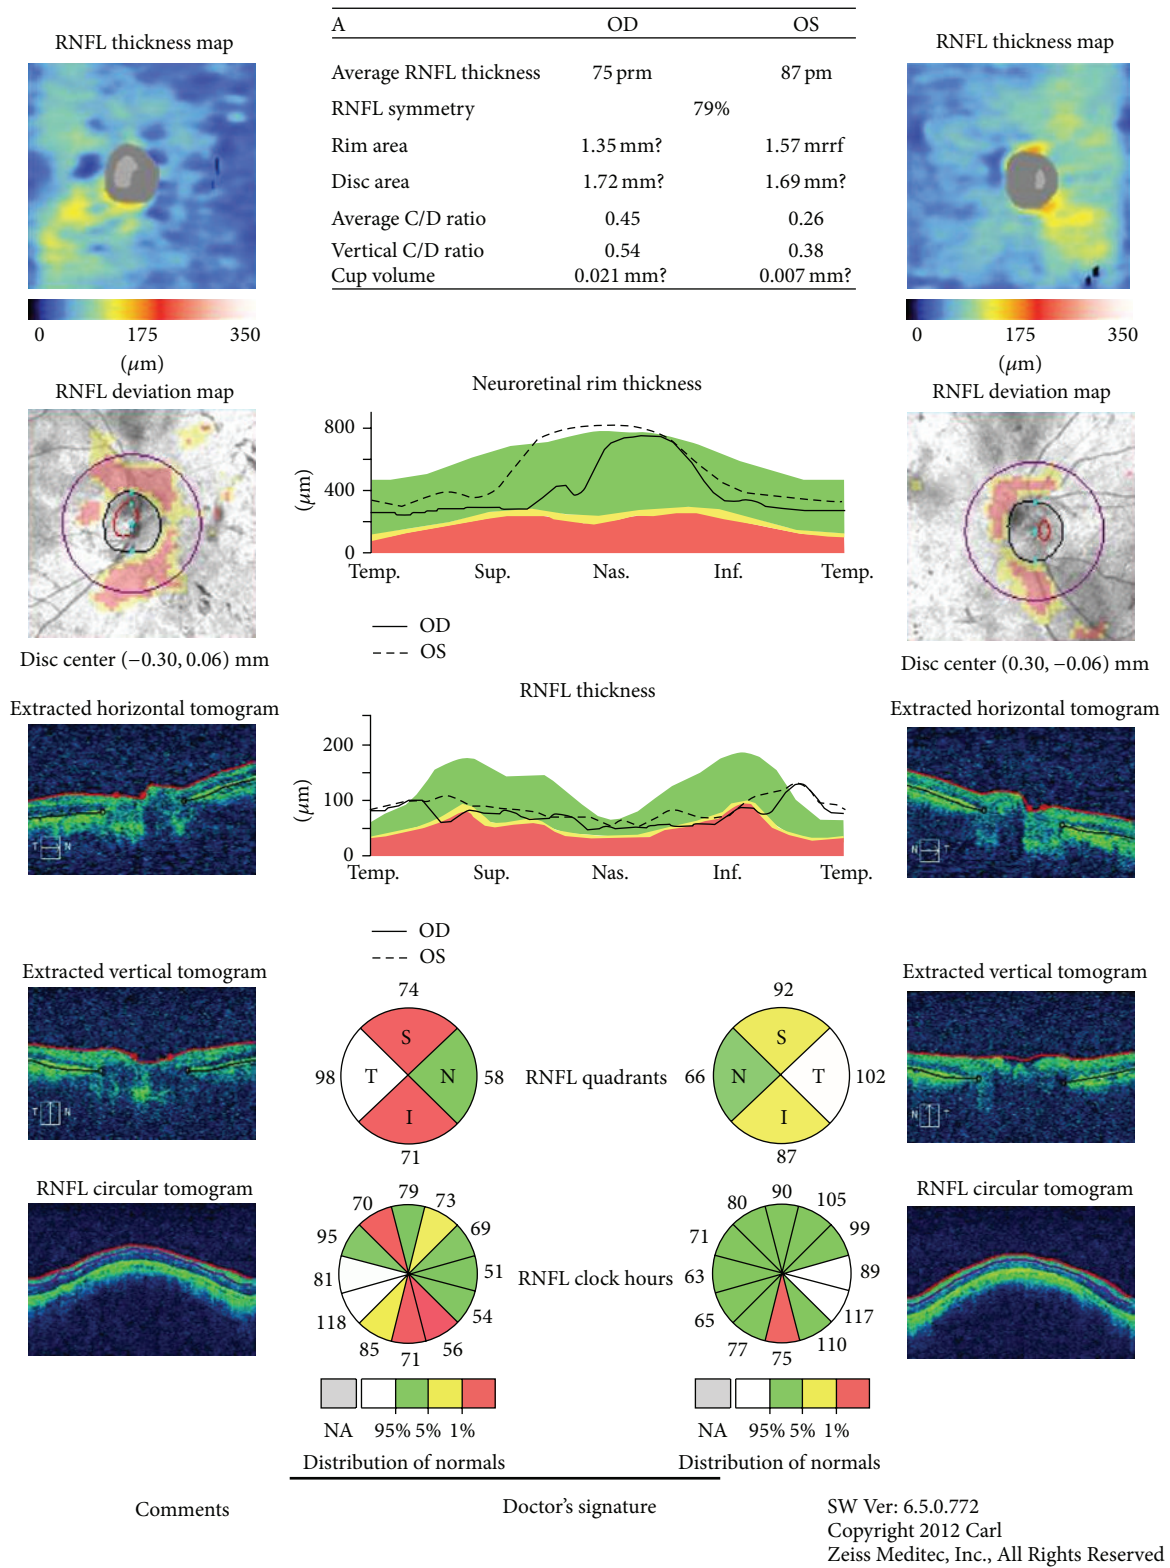 A OD OS
Average RNFL thickness 75 prm 87 pm
RNFL symmetry 79%
Rim area 1.35 mm? 1.57 mrrf
Disc area 1.72 mm? 1.69 mm?
Average C/D ratio 0.45 0.26
Vertical C/D ratio 0.54 0.38
Cup volume 0.021 mm? 0.007 mm?
RNFL thickness map
0 175 350
(μm)
RNFL deviation map
Disc center (−0.30, 0.06) mm
Extracted horizontal tomogram
T N
Extracted vertical tomogram
T N
RNFL circular tomogram
Neuroretinal rim thickness
(μm)
800
400
0
Temp. Sup. Nas. Inf. Temp.
OD
OS
RNFL thickness
(μm)
200
100
0
Temp. Sup. Nas. Inf. Temp.
OD
OS
74
S
98 T N 58
I
71
RNFL quadrants
92
S
66 N T 102
I
87
79
70 73
95 69
81 51
118 54
85 56
71
RNFL clock hours
90
80 105
71 99
63 89
65 117
77 110
75
NA 95% 5% 1%
Distribution of normals
NA 95% 5% 1%
Distribution of normals
RNFL thickness map
0 175 350
(μm)
RNFL deviation map
Disc center (0.30, −0.06) mm
Extracted horizontal tomogram
N T
Extracted vertical tomogram
N T
RNFL circular tomogram
Comments
Doctor's signature
SW Ver: 6.5.0.772
Copyright 2012 Carl
Zeiss Meditec, Inc., All Rights Reserved